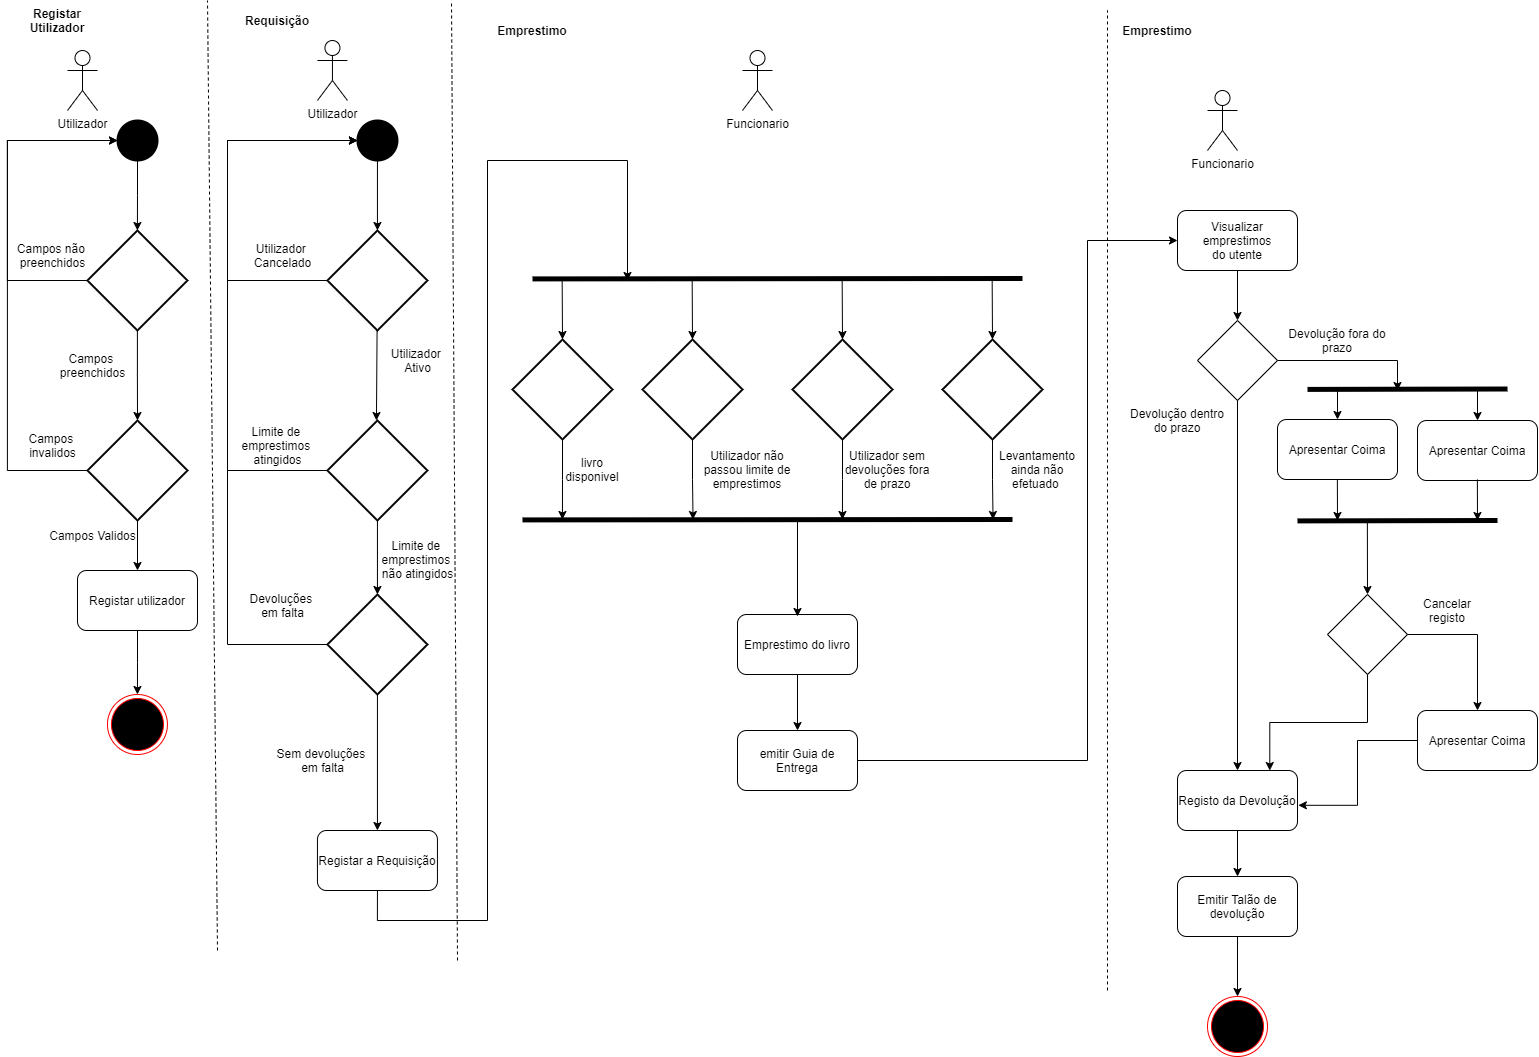 Registar
Utilizador
Utilizador
Campos não
preenchidos
Campos
preenchidos
Campos
invalidos
Campos Validos
Registar utilizador
Requisição
Utilizador
Utilizador
Cancelado
Utilizador
Ativo
Limite de
emprestimos
atingidos
Limite de
emprestimos
não atingidos
Devoluções
em falta
Sem devoluções
em falta
Registar a Requisição
Emprestimo
Funcionario
livro
disponivel
Utilizador não
passou limite de
emprestimos
Utilizador sem
devoluções fora
de prazo
Levantamento
ainda não
efetuado
Emprestimo do livro
emitir Guia de
Entrega
Emprestimo
Funcionario
Visualizar
emprestimos
do utente
Devolução fora do
prazo
Devolução dentro
do prazo
Apresentar Coima
Apresentar Coima
Cancelar
registo
Apresentar Coima
Registo da Devolução
Emitir Talão de
devolução